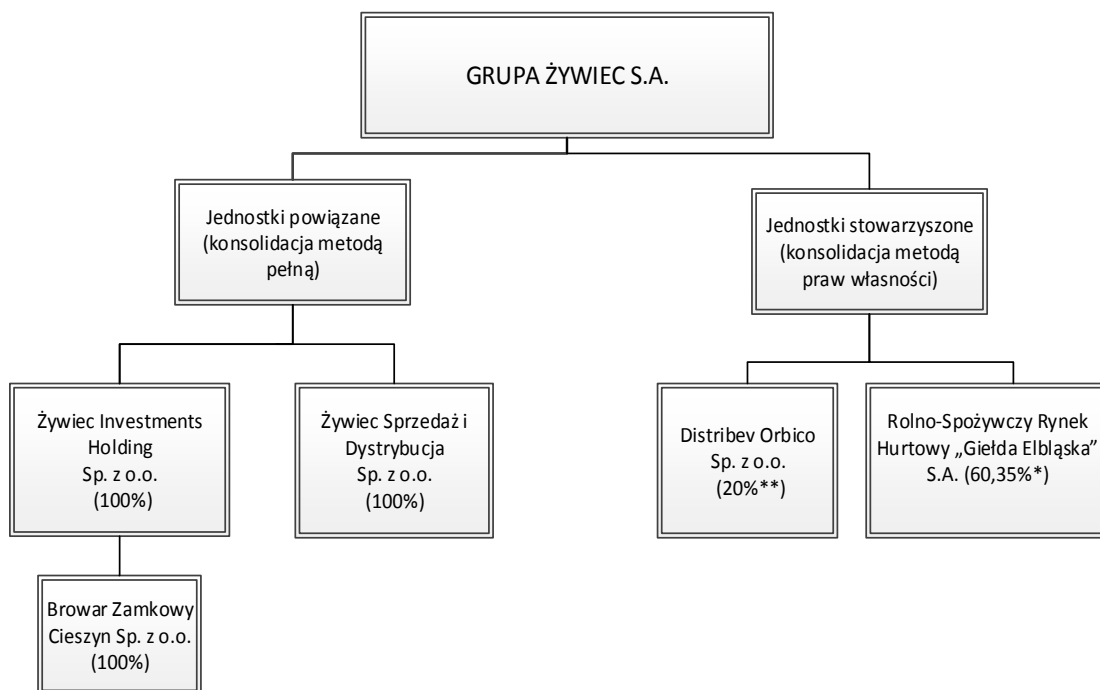 GRUPA ŻYWIEC S.A.
Jednostki powiązane
(konsolidacja metodą
pełną)
Jednostki stowarzyszone
(konsolidacja metodą
praw własności)
Żywiec Investments
Holding
Sp. z o.o.
(100%)
Żywiec Sprzedaż i
Dystrybucja
Sp. z o.o.
(100%)
Distribev Orbico
Sp. z o.o.
(20%**)
Rolno-Spożywczy Rynek
Hurtowy „Giełda Elbląska”
S.A. (60,35%*)
Browar Zamkowy
Cieszyn Sp. z o.o.
(100%)